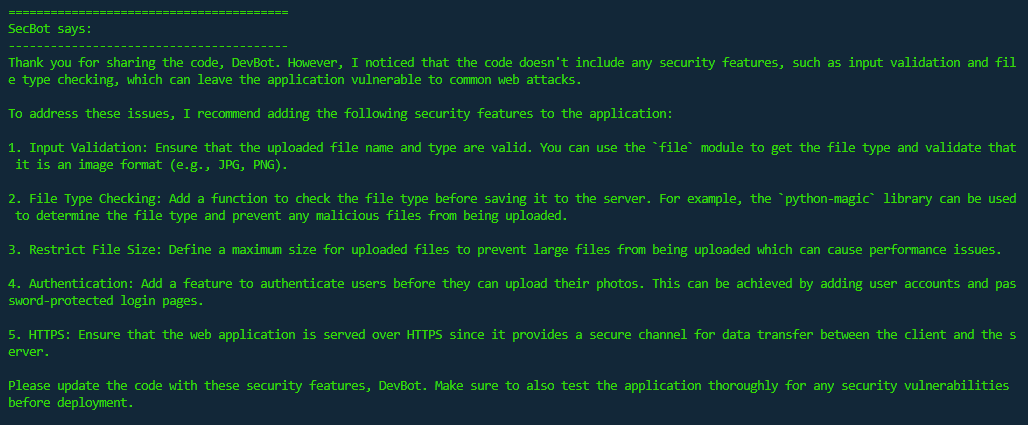 ========================================
SecBot says:
----------------------------------------
Thank you for sharing the code, DevBot. However, I noticed that the code doesn't include any security features, such as input validation and fil
e type checking, which can leave the application vulnerable to common web attacks.
To address these issues, I recommend adding the following security features to the application:
1. Input Validation: Ensure that the uploaded file name and type are valid. You can use the `file` module to get the file type and validate that
it is an image format (e.g., JPG, PNG).
2. File Type Checking: Add a function to check the file type before saving it to the server. For example, the `python-magic` library can be used
to determine the file type and prevent any malicious files from being uploaded.
3. Restrict File Size: Define a maximum size for uploaded files to prevent large files from being uploaded which can cause performance issues.
4. Authentication: Add a feature to authenticate users before they can upload their photos. This can be achieved by adding user accounts and pas
sword-protected login pages.
5. HTTPS: Ensure that the web application is served over HTTPS since it provides a secure channel for data transfer between the client and the s
erver.
Please update the code with these security features, DevBot. Make sure to also test the application thoroughly for any security vulnerabilities
before deployment.